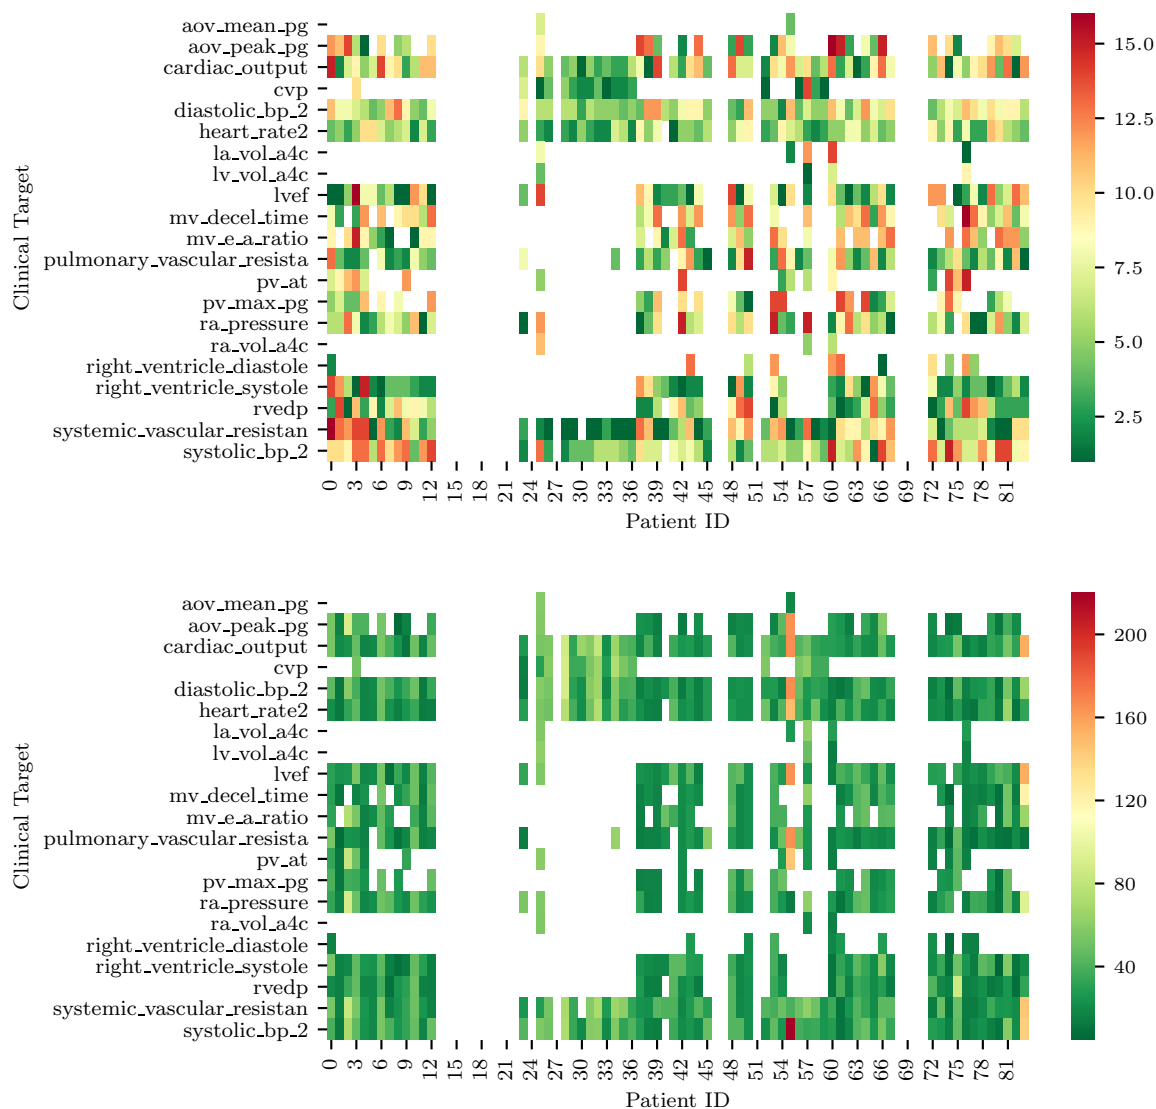 aov_mean_pg
aov_peak_pg
cardiac_output
cvp
diastolic_bp_2
heart_rate2
la_vol_a4c
lv_vol_a4c
lvef
mv_decel_time
mv_e_a_ratio
pulmonary_vascular_resista
pv_at
pv_max_pg
ra_pressure
ra_vol_a4c
right_ventricle_diastole
right_ventricle_systole
rvedp
systemic_vascular_resistan
systolic_bp_2
Clinical Target
0 3 6 9 12 15 18 21 24 27 30 33 36 39 42 45 48 51 54 57 60 63 66 69 72 75 78 81
Patient ID
15.0
12.5
10.0
7.5
5.0
2.5
aov_mean_pg
aov_peak_pg
cardiac_output
cvp
diastolic_bp_2
heart_rate2
la_vol_a4c
lv_vol_a4c
lvef
mv_decel_time
mv_e_a_ratio
pulmonary_vascular_resista
pv_at
pv_max_pg
ra_pressure
ra_vol_a4c
right_ventricle_diastole
right_ventricle_systole
rvedp
systemic_vascular_resistan
systolic_bp_2
Clinical Target
0 3 6 9 12 15 18 21 24 27 30 33 36 39 42 45 48 51 54 57 60 63 66 69 72 75 78 81
Patient ID
200
160
120
80
40